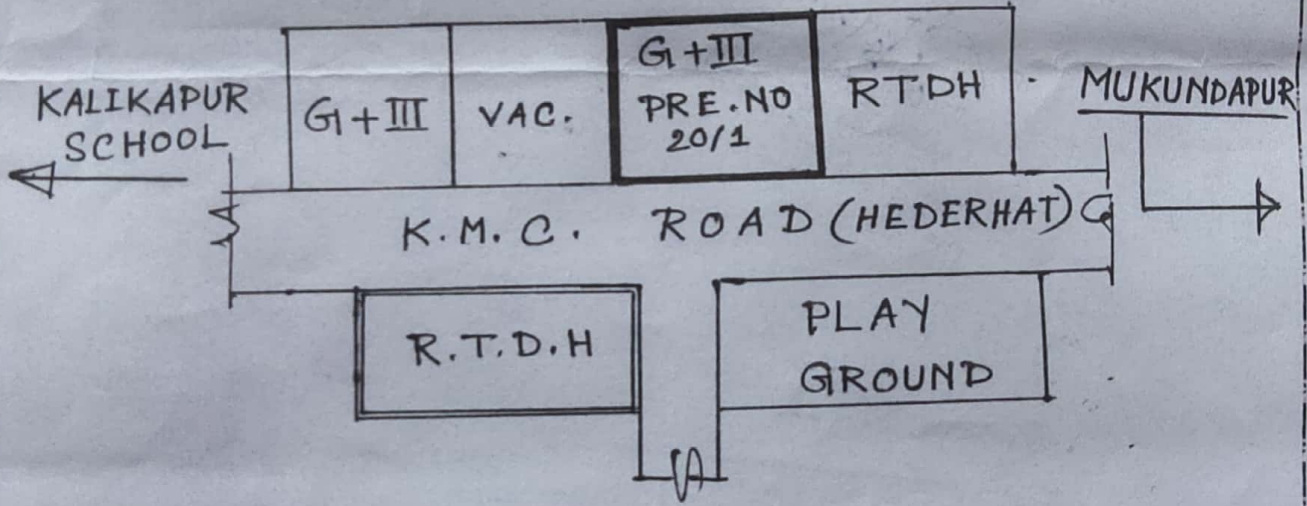 KALIKAPUR
SCHOOL
G+III
VAC.
G+III
PRE.NO
20/1
RTDH
MUKUNDAPUR
K.M.C. ROAD (HEDERHAT)
R.T.D.H
PLAY
GROUND